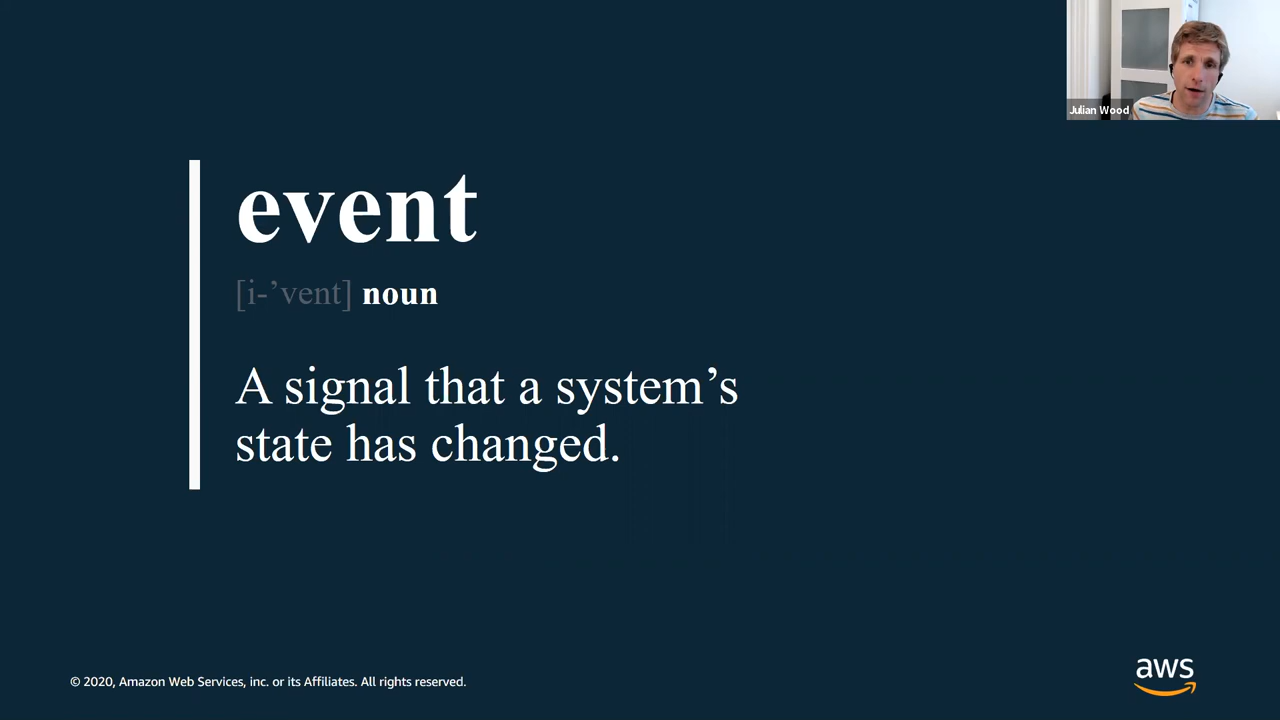 Julian Wood
event
[i-’vent] noun
A signal that a system’s
state has changed.
© 2020, Amazon Web Services, inc. or its Affiliates. All rights reserved.
aws